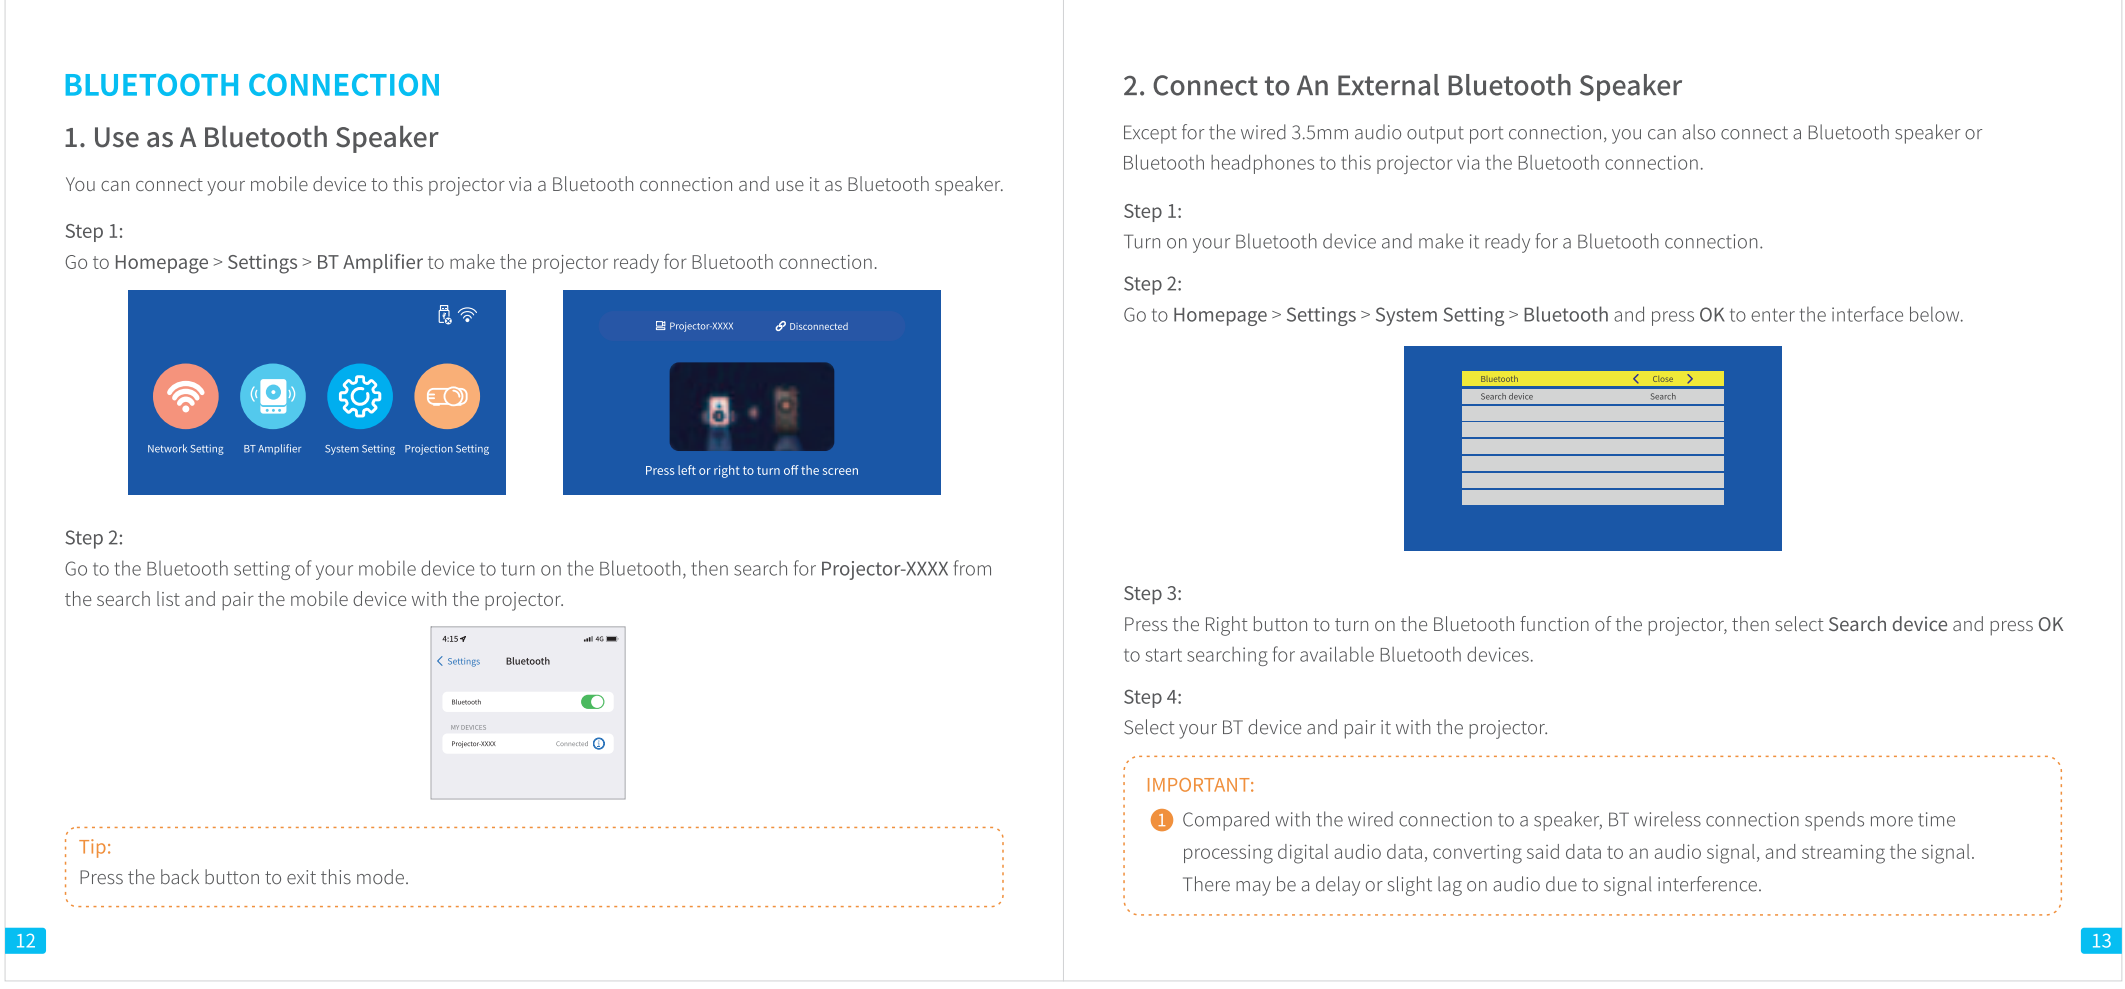 BLUETOOTH CONNECTION
1. Use as A Bluetooth Speaker
You can connect your mobile device to this projector via a Bluetooth connection and use it as Bluetooth speaker.
Step 1:
Go to Homepage > Settings > BT Amplifier to make the projector ready for Bluetooth connection.
Network Setting BT Amplifier System Setting Projection Setting
Projector-XXXX Disconnected
Press left or right to turn off the screen
Step 2:
Go to the Bluetooth setting of your mobile device to turn on the Bluetooth, then search for Projector-XXXX from
the search list and pair the mobile device with the projector.
4:15 4G
Settings Bluetooth
Bluetooth
MY DEVICES
Projector-XXXX Connected i
Tip:
Press the back button to exit this mode.
12
2. Connect to An External Bluetooth Speaker
Except for the wired 3.5mm audio output port connection, you can also connect a Bluetooth speaker or
Bluetooth headphones to this projector via the Bluetooth connection.
Step 1:
Turn on your Bluetooth device and make it ready for a Bluetooth connection.
Step 2:
Go to Homepage > Settings > System Setting > Bluetooth and press OK to enter the interface below.
Bluetooth Close
Search device Search
Step 3:
Press the Right button to turn on the Bluetooth function of the projector, then select Search device and press OK
to start searching for available Bluetooth devices.
Step 4:
Select your BT device and pair it with the projector.
IMPORTANT:
1 Compared with the wired connection to a speaker, BT wireless connection spends more time
processing digital audio data, converting said data to an audio signal, and streaming the signal.
There may be a delay or slight lag on audio due to signal interference.
13